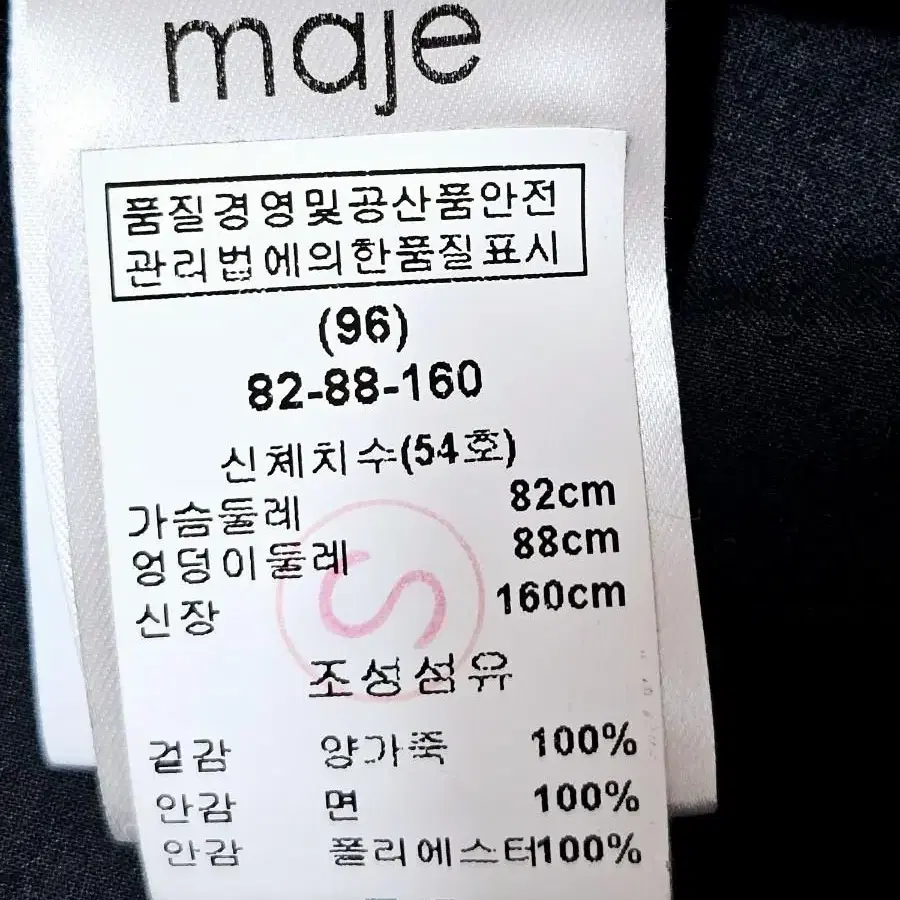 maje
품질경영및공산품안전
관리법에의한품질표시
(96)
82-88-160
신체치수(54호)
가슴둘레 82cm
엉덩이둘레 88cm
신장 160cm
조성섬유
겉감 양가죽 100%
안감 면 100%
안감 폴리에스터100%